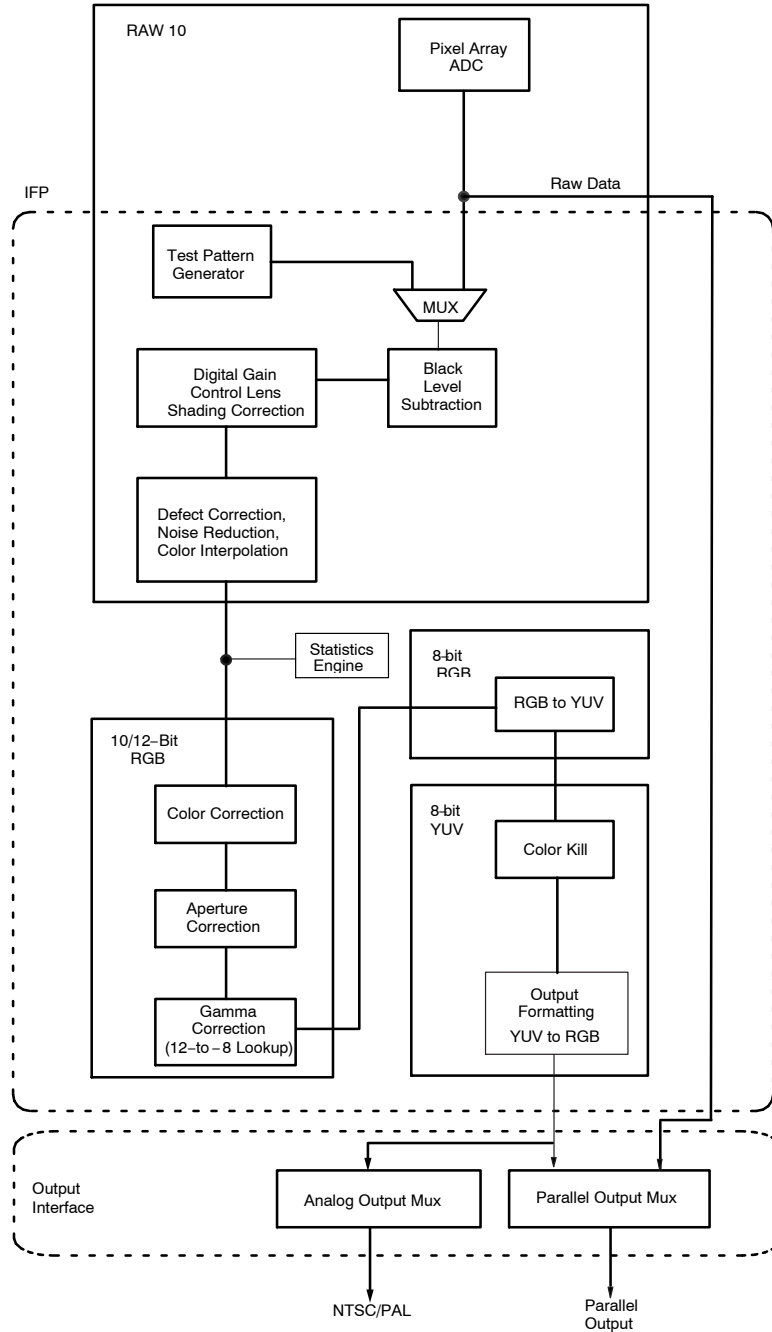 RAW 10
Pixel Array
ADC
IFP
Raw Data
Test Pattern
Generator
MUX
Digital Gain
Control Lens
Shading Correction
Black
Level
Subtraction
Defect Correction,
Noise Reduction,
Color Interpolation
Statistics
Engine
8-bit
RGB
RGB to YUV
10/12-Bit
RGB
8-bit
YUV
Color Correction
Color Kill
Aperture
Correction
Gamma
Correction
(12-to-8 Lookup)
Output
Formatting
YUV to RGB
Output
Interface
Analog Output Mux
Parallel Output Mux
NTSC/PAL
Parallel
Output